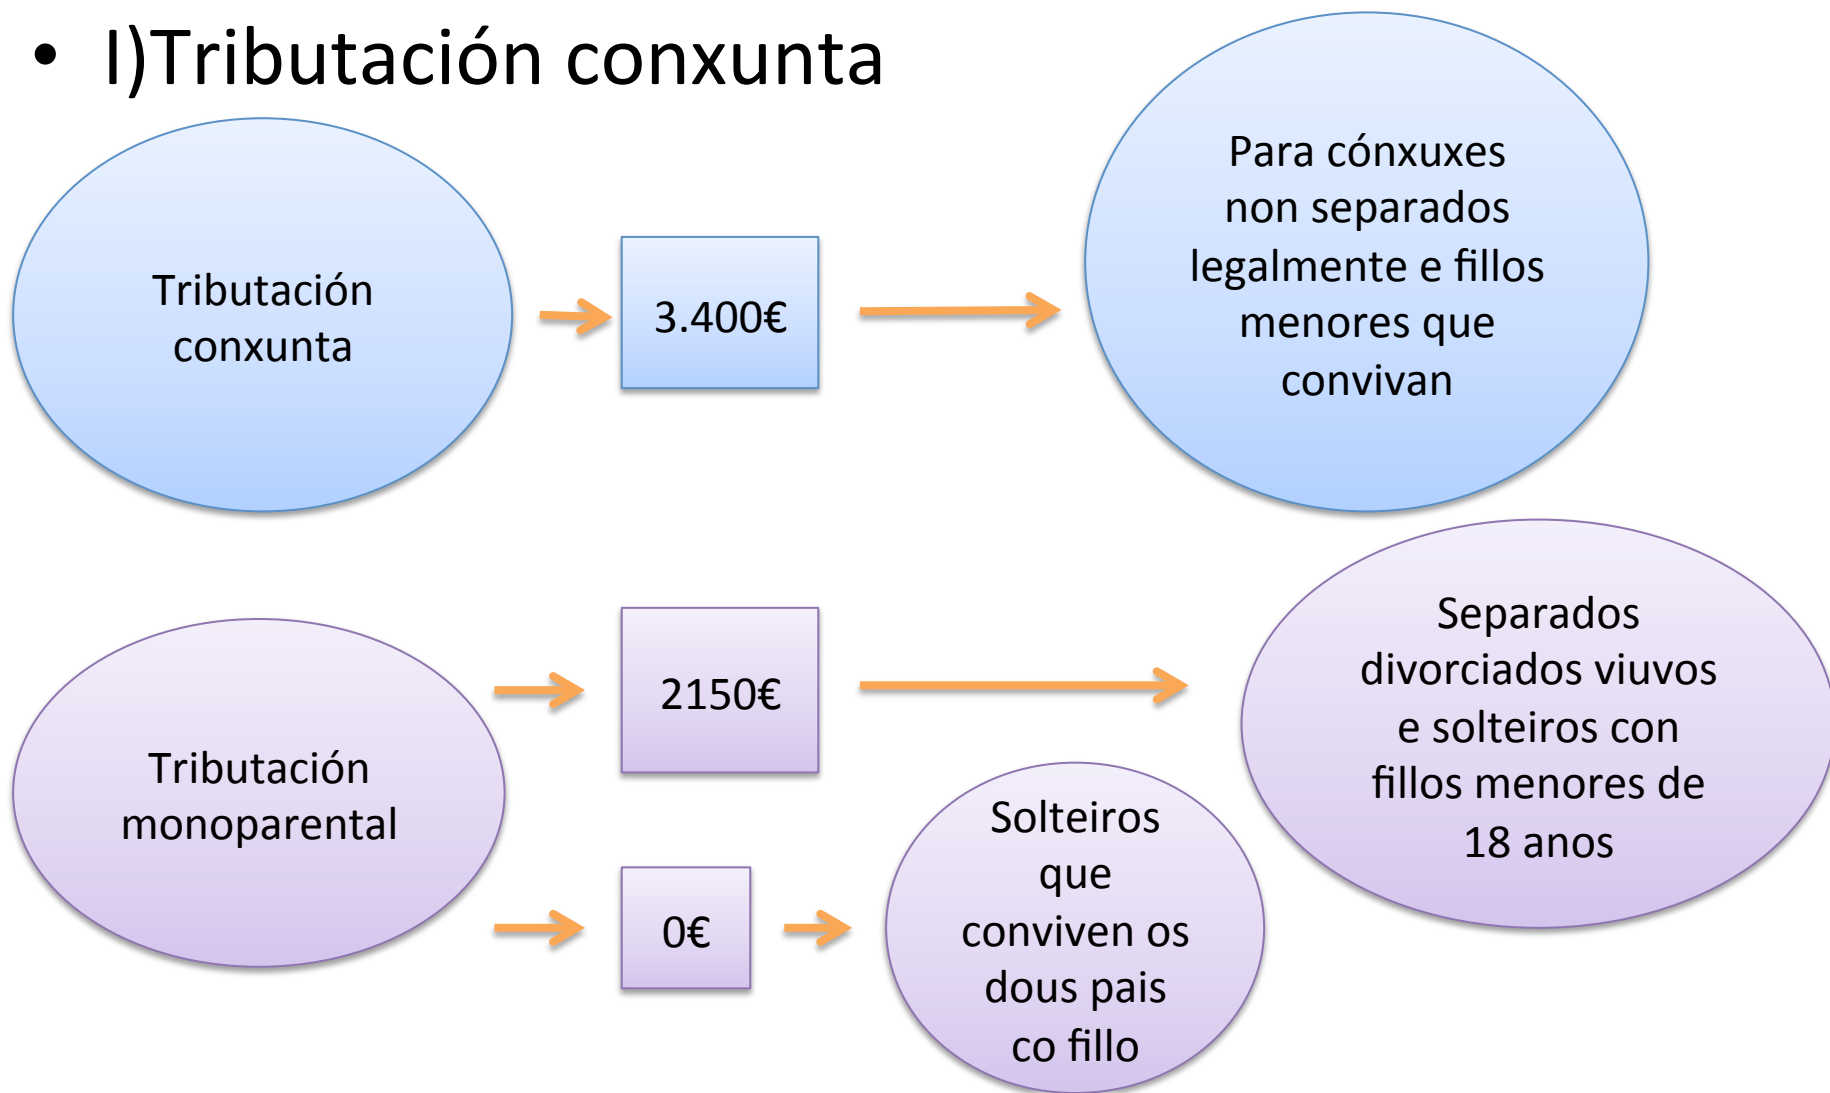 • I)Tributación conxunta
Tributación
conxunta
3.400€
Para cónxuxes
non separados
legalmente e fillos
menores que
convivan
Tributación
monoparental
2150€
Separados
divorciados viuvos
e solteiros con
fillos menores de
18 anos
0€
Solteiros
que
conviven os
dous pais
co fillo